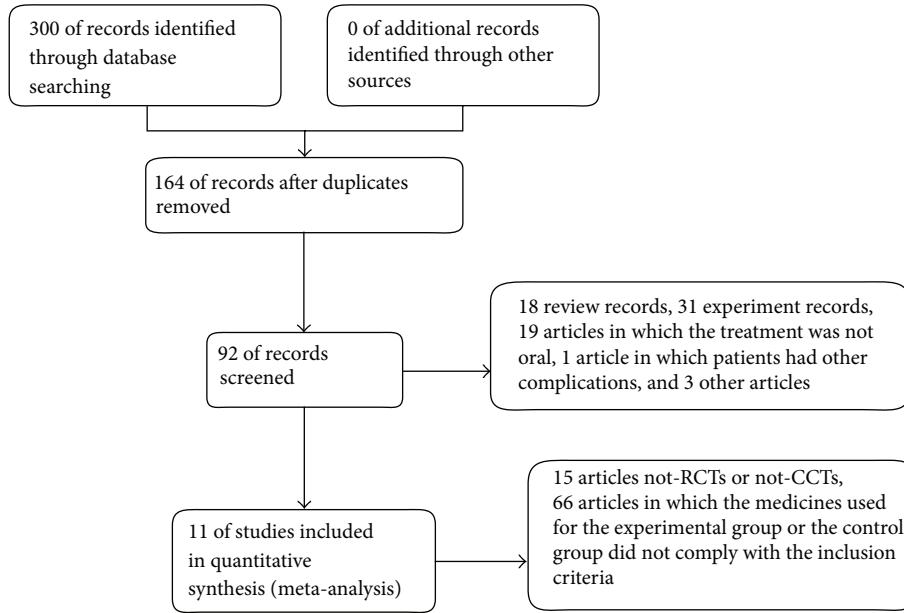 300 of records identified
through database
searching
0 of additional records
identified through other
sources
164 of records after duplicates
removed
92 of records
screened
18 review records, 31 experiment records,
19 articles in which the treatment was not
oral, 1 article in which patients had other
complications, and 3 other articles
11 of studies included
in quantitative
synthesis (meta-analysis)
15 articles not-RCTs or not-CCTs,
66 articles in which the medicines used
for the experimental group or the control
group did not comply with the inclusion
criteria